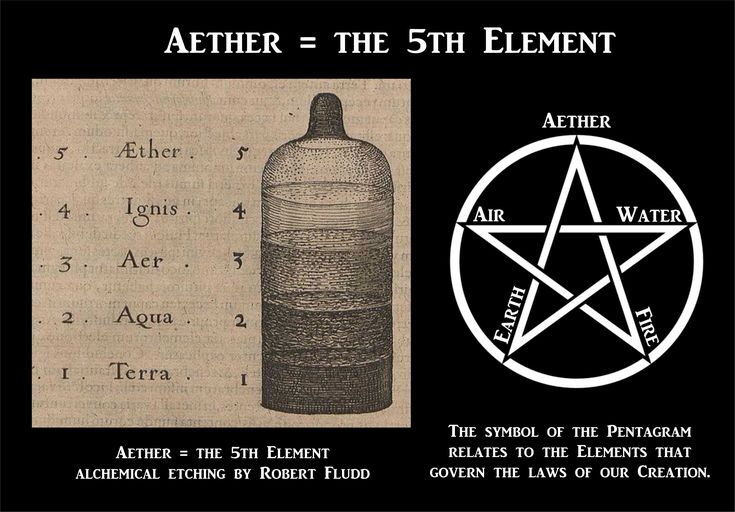 Aether = the 5th Element
. 5 . Æther . 5
. 4 . Ignis . 4
. 3 . Aer . 3
. 2 . Aqua . 2
. 1 . Terra . 1
Aether = the 5th Element
alchemical etching by Robert Fludd
Aether
Air
Water
Earth
Fire
The symbol of the Pentagram
relates to the Elements that
govern the laws of our Creation.